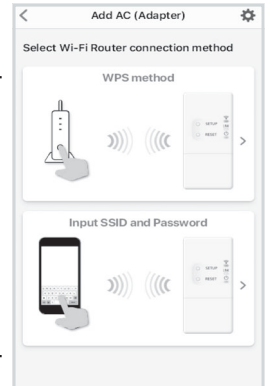 Add AC (Adapter)
Select Wi-Fi Router connection method
WPS method
SETUP
RESET
Input SSID and Password
SETUP
RESET